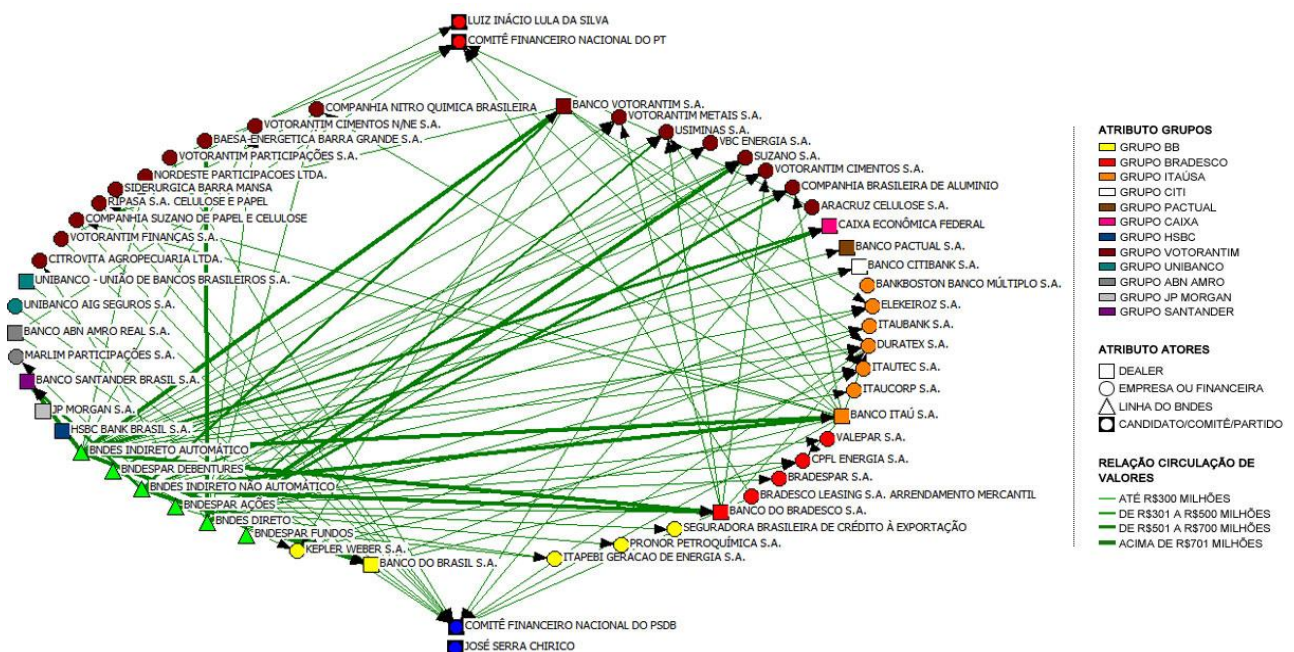 LUIZ INÁCIO LULA DA SILVA
COMITÊ FINANCEIRO NACIONAL DO PT
COMPANHIA NITRO QUIMICA BRASILEIRA
VOTORANTIM CIMENTOS N/NE S.A.
BAESA-ENERGETICA BARRA GRANDE S.A.
VOTORANTIM PARTICIPAÇÕES S.A.
NORDESTE PARTICIPACOES LTDA.
SIDERURGICA BARRA MANSA
RIPASA S.A. CELULOSE E PAPEL
COMPANHIA SUZANO DE PAPEL E CELULOSE
VOTORANTIM FINANÇAS S.A.
CITROVITA AGROPECUARIA LTDA.
UNIBANCO - UNIÃO DE BANCOS BRASILEIROS S.A.
UNIBANCO AIG SEGUROS S.A.
BANCO ABN AMRO REAL S.A.
MARLIM PARTICIPAÇÕES S.A.
BANCO SANTANDER BRASIL S.A.
JP MORGAN S.A.
HSBC BANK BRASIL S.A.
BNDES INDIRETO AUTOMÁTICO
BNDESPAR DEBENTURES
BNDES INDIRETO NÃO AUTOMÁTICO
BNDESPAR AÇÕES
BNDES DIRETO
BNDESPAR FUNDOS
KEPLER WEBER S.A.
BANCO DO BRASIL S.A.
BANCO VOTORANTIM S.A.
VOTORANTIM METAIS S.A.
USIMINAS S.A.
VBC ENERGIA S.A.
SUZANO S.A.
VOTORANTIM CIMENTOS S.A.
COMPANHIA BRASILEIRA DE ALUMINIO
ARACRUZ CELULOSE S.A.
CAIXA ECONÔMICA FEDERAL
BANCO PACTUAL S.A.
BANCO CITIBANK S.A.
BANKBOSTON BANCO MÚLTIPLO S.A.
ELEKEIROZ S.A.
ITAUBANK S.A.
DURATEX S.A.
ITAUTEC S.A.
ITAUCORP S.A.
BANCO ITAÚ S.A.
VALEPAR S.A.
CPFL ENERGIA S.A.
BRADESPAR S.A.
BRADESCO LEASING S.A. ARRENDAMENTO MERCANTIL
BANCO DO BRADESCO S.A.
SEGURADORA BRASILEIRA DE CRÉDITO À EXPORTAÇÃO
PRONOR PETROQUÍMICA S.A.
ITAPEBI GERACAO DE ENERGIA S.A.
COMITÊ FINANCEIRO NACIONAL DO PSDB
JOSÉ SERRA CHIRICO
ATRIBUTO GRUPOS
GRUPO BB
GRUPO BRADESCO
GRUPO ITAÚSA
GRUPO CITI
GRUPO PACTUAL
GRUPO CAIXA
GRUPO HSBC
GRUPO VOTORANTIM
GRUPO UNIBANCO
GRUPO ABN AMRO
GRUPO JP MORGAN
GRUPO SANTANDER
ATRIBUTO ATORES
DEALER
EMPRESA OU FINANCEIRA
LINHA DO BNDES
CANDIDATO/COMITÊ/PARTIDO
RELAÇÃO CIRCULAÇÃO DE
VALORES
ATÉ R$300 MILHÕES
DE R$301 A R$500 MILHÕES
DE R$501 A R$700 MILHÕES
ACIMA DE R$701 MILHÕES